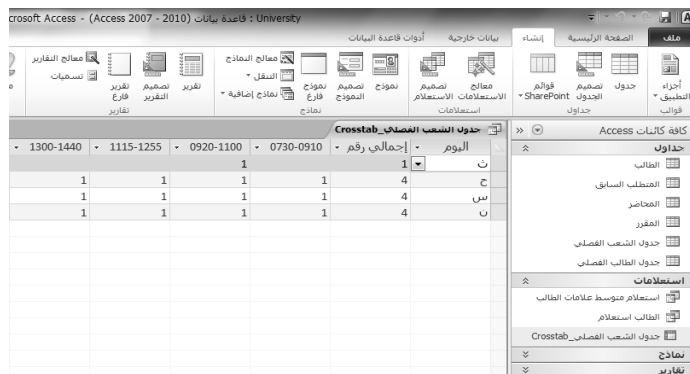 University : قاعدة بيانات (Access 2007 - 2010) - crosoft Access
ملف
الصفحة الرئيسية
إنشاء
بيانات خارجية
أدوات قاعدة البيانات
أجزاء التطبيق
قوالب
جدول
تصميم الجدول
قوائم SharePoint
جداول
معالج الاستعلامات
تصميم الاستعلام
استعلامات
نموذج
تصميم النموذج
نموذج فارغ
معالج النماذج
التنقل
نماذج إضافية
نماذج
تقرير
تصميم التقرير
تقرير فارغ
معالج التقارير
تسميات
تقارير
كافة كائنات Access
جداول
الطالب
المتطلب السابق
المحاضر
المقرر
جدول الشعب الفصلي
جدول الطالب الفصلي
استعلامات
استعلام متوسط علامات الطالب
الطالب استعلام
جدول الشعب الفصلي_Crosstab
نماذج
تقارير
جدول الشعب الفصلي_Crosstab
اليوم إجمالي رقم 0730-0910 0920-1100 1115-1255 1300-1440
ث 1 1
ح 4 1 1 1 1
س 4 1 1 1 1
ن 4 1 1 1 1